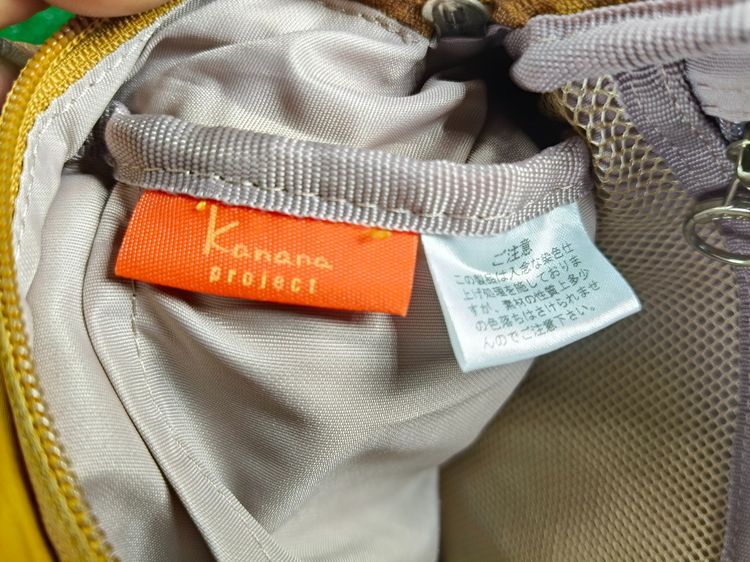 Kanana
project
ご注意
この製品は入念な染色仕
上げ処理を施しておりま
すが、素材の性質上多少
の色落ちはさけられませ
んのでご注意下さい。